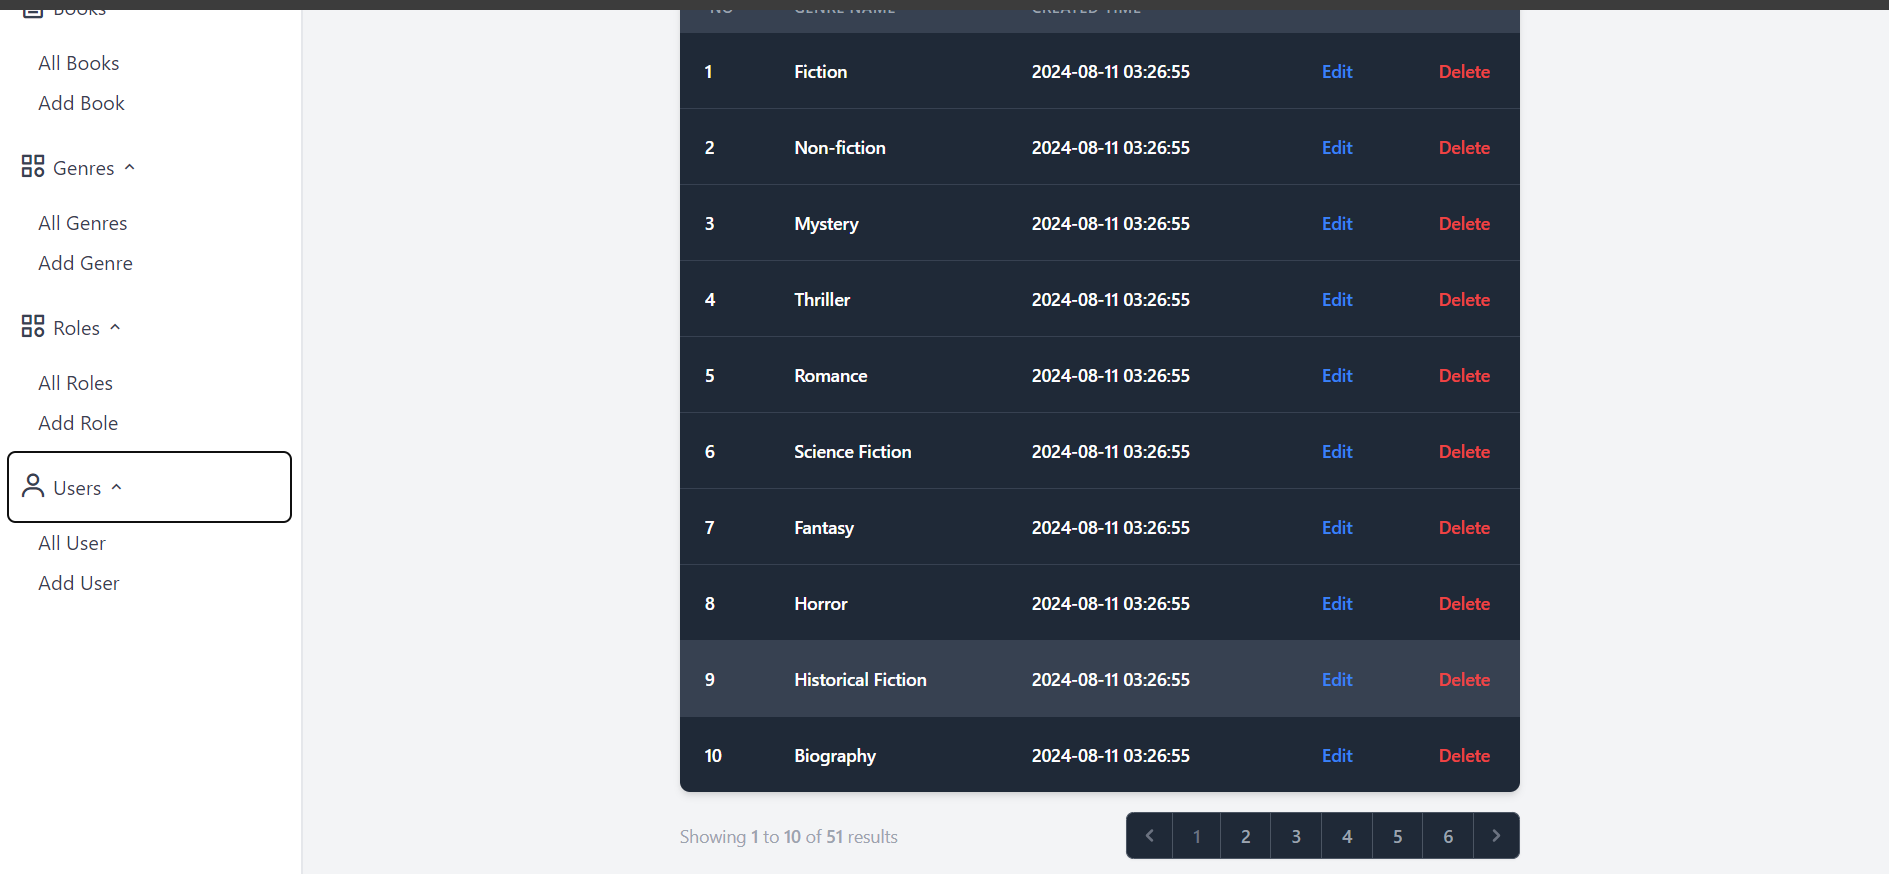 Books
All Books
Add Book
Genres
All Genres
Add Genre
Roles
All Roles
Add Role
Users
All User
Add User
NO GENRE NAME CREATED TIME
1 Fiction 2024-08-11 03:26:55 Edit Delete
2 Non-fiction 2024-08-11 03:26:55 Edit Delete
3 Mystery 2024-08-11 03:26:55 Edit Delete
4 Thriller 2024-08-11 03:26:55 Edit Delete
5 Romance 2024-08-11 03:26:55 Edit Delete
6 Science Fiction 2024-08-11 03:26:55 Edit Delete
7 Fantasy 2024-08-11 03:26:55 Edit Delete
8 Horror 2024-08-11 03:26:55 Edit Delete
9 Historical Fiction 2024-08-11 03:26:55 Edit Delete
10 Biography 2024-08-11 03:26:55 Edit Delete
Showing 1 to 10 of 51 results
1 2 3 4 5 6